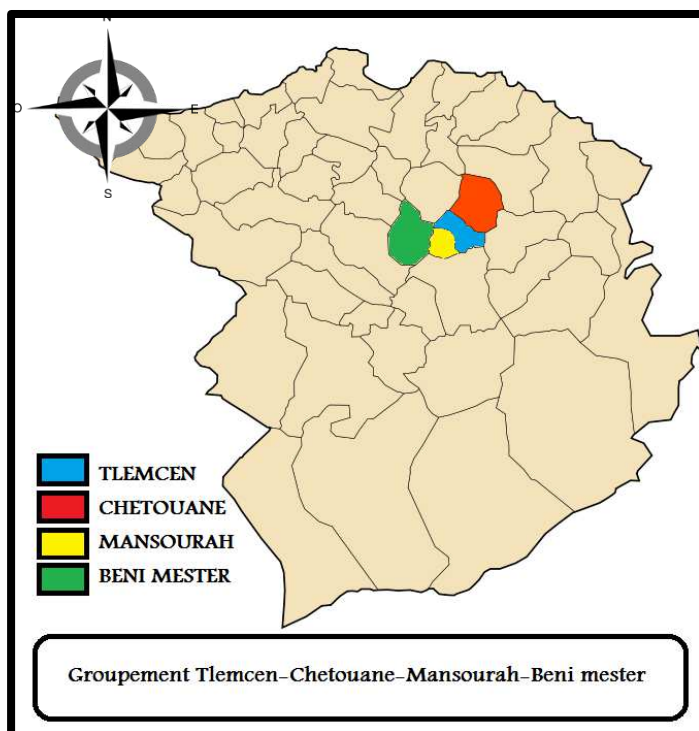 N
O
E
S
TLEMCEN
CHETOUANE
MANSOURAH
BENI MESTER
Groupement Tlemcen-Chetouane-Mansourah-Beni mester